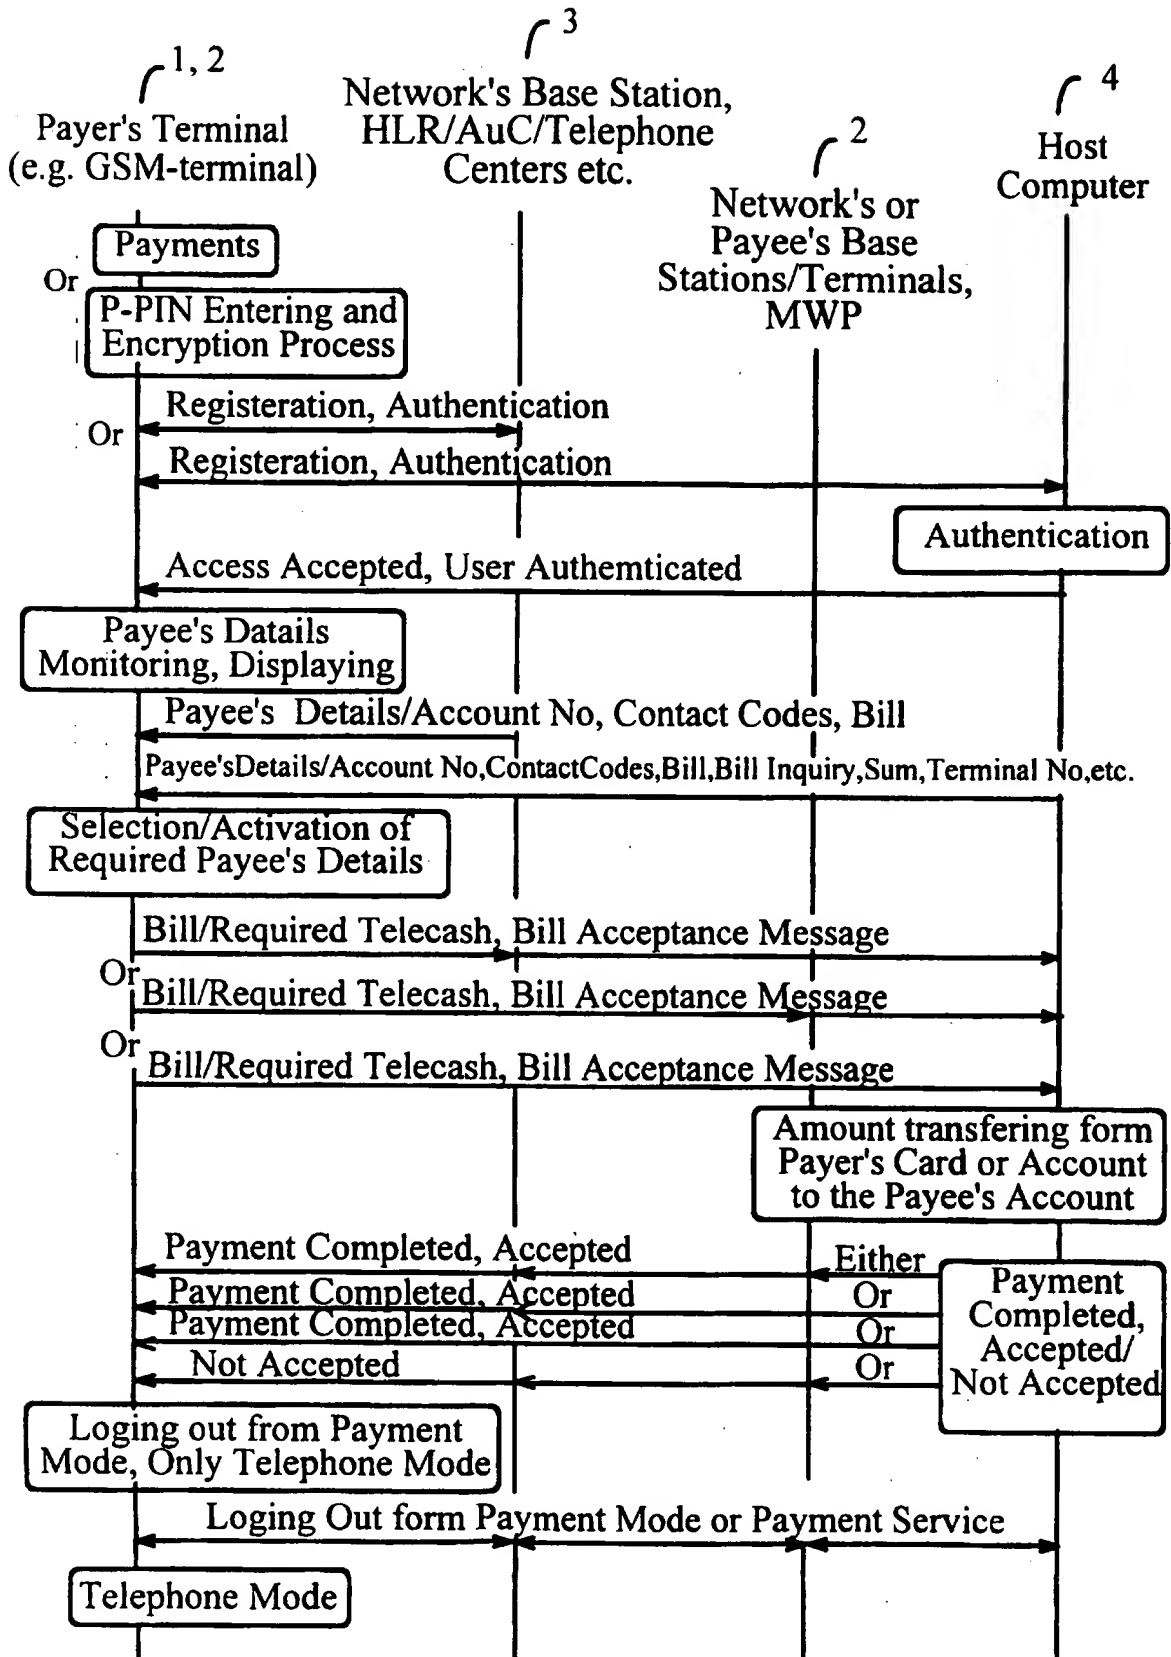 3
1, 2
Network's Base Station,
HLR/AuC/Telephone
Centers etc.
4
Payer's Terminal
(e.g. GSM-terminal)
2
Host
Computer
Network's or
Payee's Base
Stations/Terminals,
MWP
Payments
Or
P-PIN Entering and
Encryption Process
Registeration, Authentication
Or
Registeration, Authentication
Authentication
Access Accepted, User Authemticated
Payee's Datails
Monitoring, Displaying
Payee's Details/Account No, Contact Codes, Bill
Payee'sDetails/Account No,ContactCodes,Bill,Bill Inquiry,Sum,Terminal No,etc.
Selection/Activation of
Required Payee's Details
Bill/Required Telecash, Bill Acceptance Message
Or
Bill/Required Telecash, Bill Acceptance Message
Or
Bill/Required Telecash, Bill Acceptance Message
Amount transfering form
Payer's Card or Account
to the Payee's Account
Payment Completed, Accepted
Either
Payment Completed, Accepted
Or
Payment Completed, Accepted
Or
Not Accepted
Or
Payment
Completed,
Accepted/
Not Accepted
Loging out from Payment
Mode, Only Telephone Mode
Loging Out form Payment Mode or Payment Service
Telephone Mode